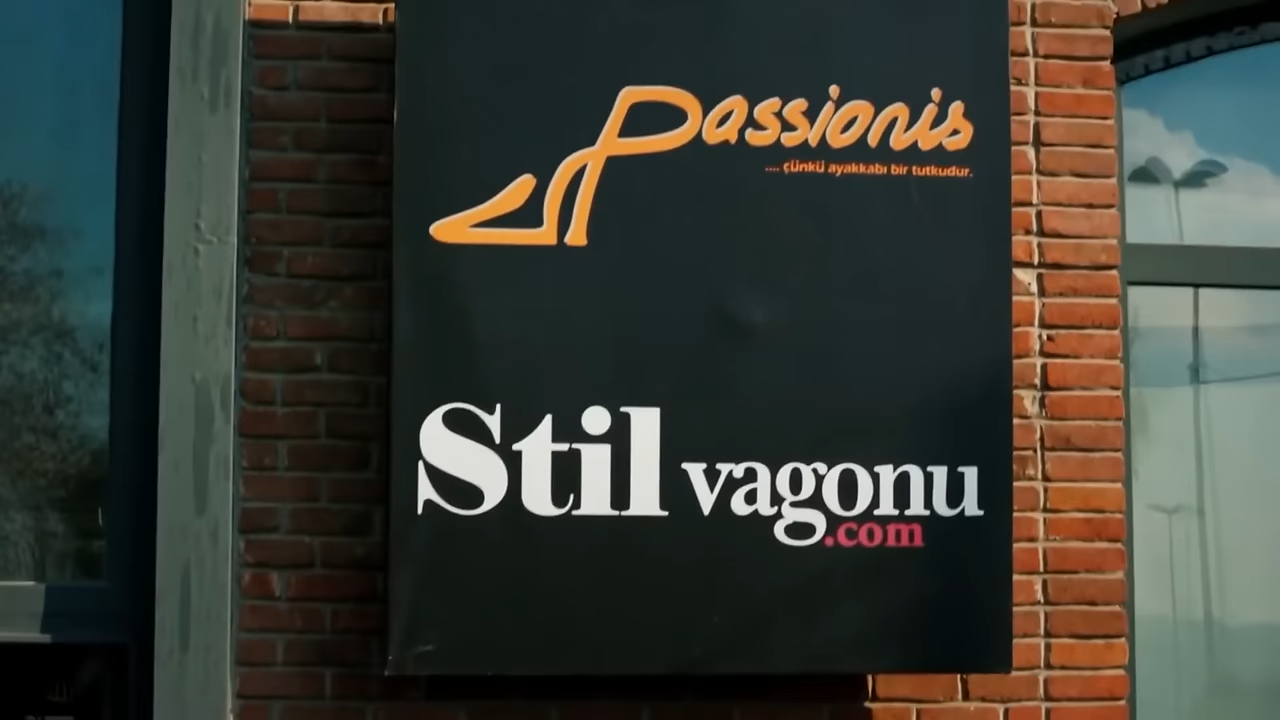 Passionis
.... çünkü ayakkabı bir tutkudur.
Stil vagonu
.com